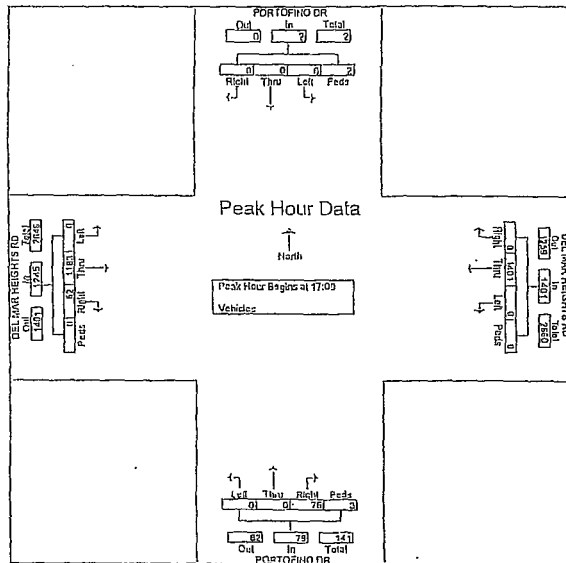 PORTOFINO DR
Out In Total
0 2 2
0 0 0 2
Right Thru Left Peds
DEL MAR HEIGHTS RD
Total In Out
2646 1245 1401
0 1183 62 0
Left Thru Right Peds
Peak Hour Data
North
Peak Hour Begins at 17:00
Vehicles
Right Thru Left Peds
0 1401 0 0
1259 1401 2660
Out In Total
DEL MAR HEIGHTS RD
Left Thru Right Peds
0 0 76 3
62 79 141
Out In Total
PORTOFINO DR